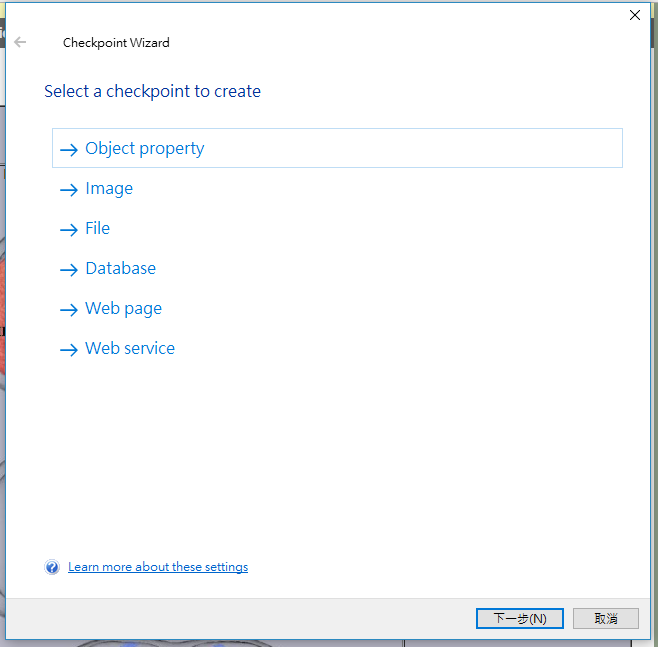 Checkpoint Wizard
Select a checkpoint to create
Object property
Image
File
Database
Web page
Web service
Learn more about these settings
下一步(N)
取消